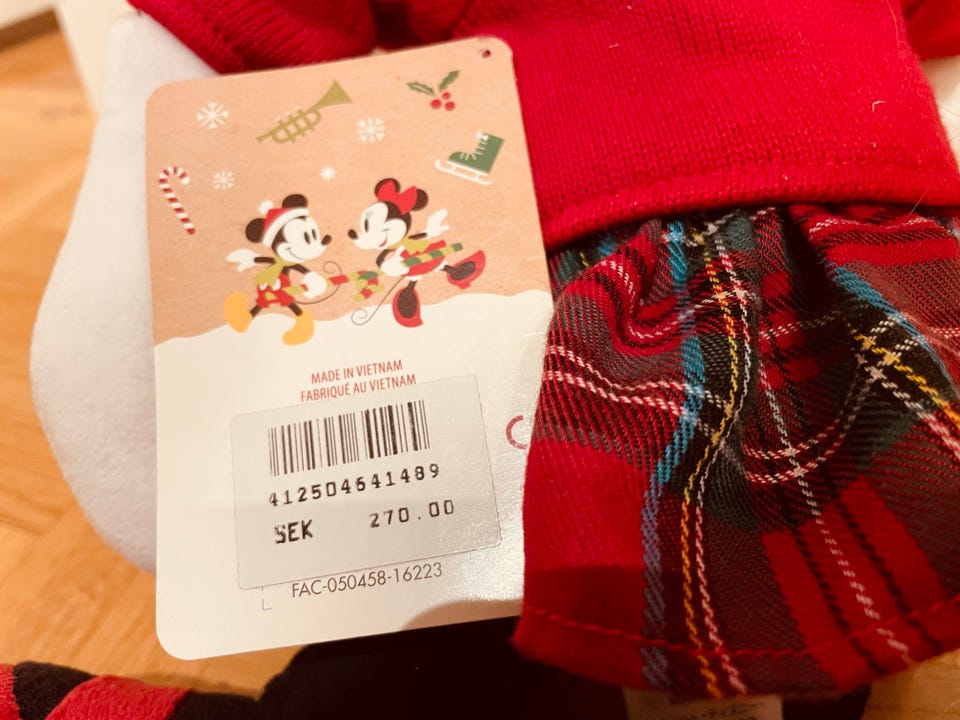 MADE IN VIETNAM
FABRIQUÉ AU VIETNAM
412504641489
SEK 270.00
FAC-050458-16223